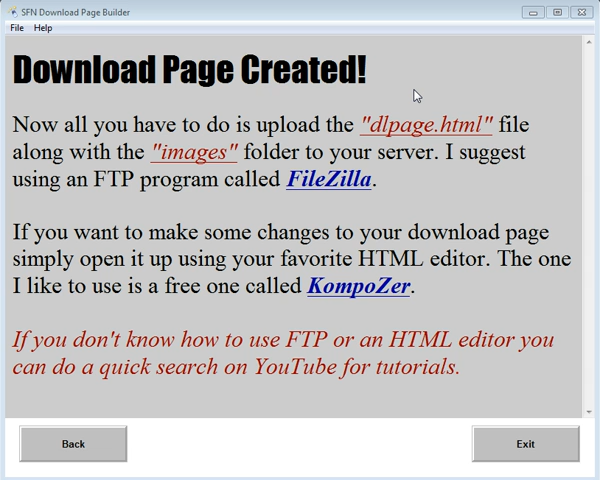 SFN Download Page Builder
File Help
Download Page Created!
Now all you have to do is upload the "dlpage.html" file
along with the "images" folder to your server. I suggest
using an FTP program called FileZilla.
If you want to make some changes to your download page
simply open it up using your favorite HTML editor. The one
I like to use is a free one called KompoZer.
If you don't know how to use FTP or an HTML editor you
can do a quick search on YouTube for tutorials.
Back Exit